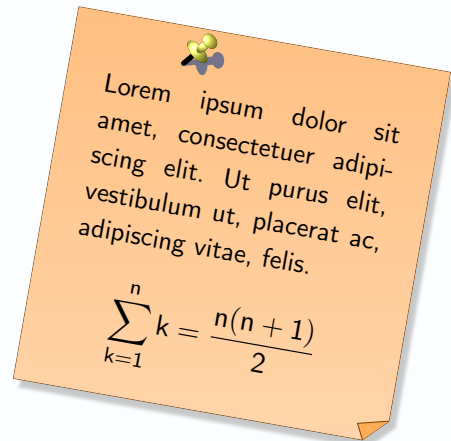 Lorem ipsum dolor sit
amet, consectetuer adipi-
scing elit. Ut purus elit,
vestibulum ut, placerat ac,
adipiscing vitae, felis.
∑_{k=1}^{n} k = n(n + 1)/2